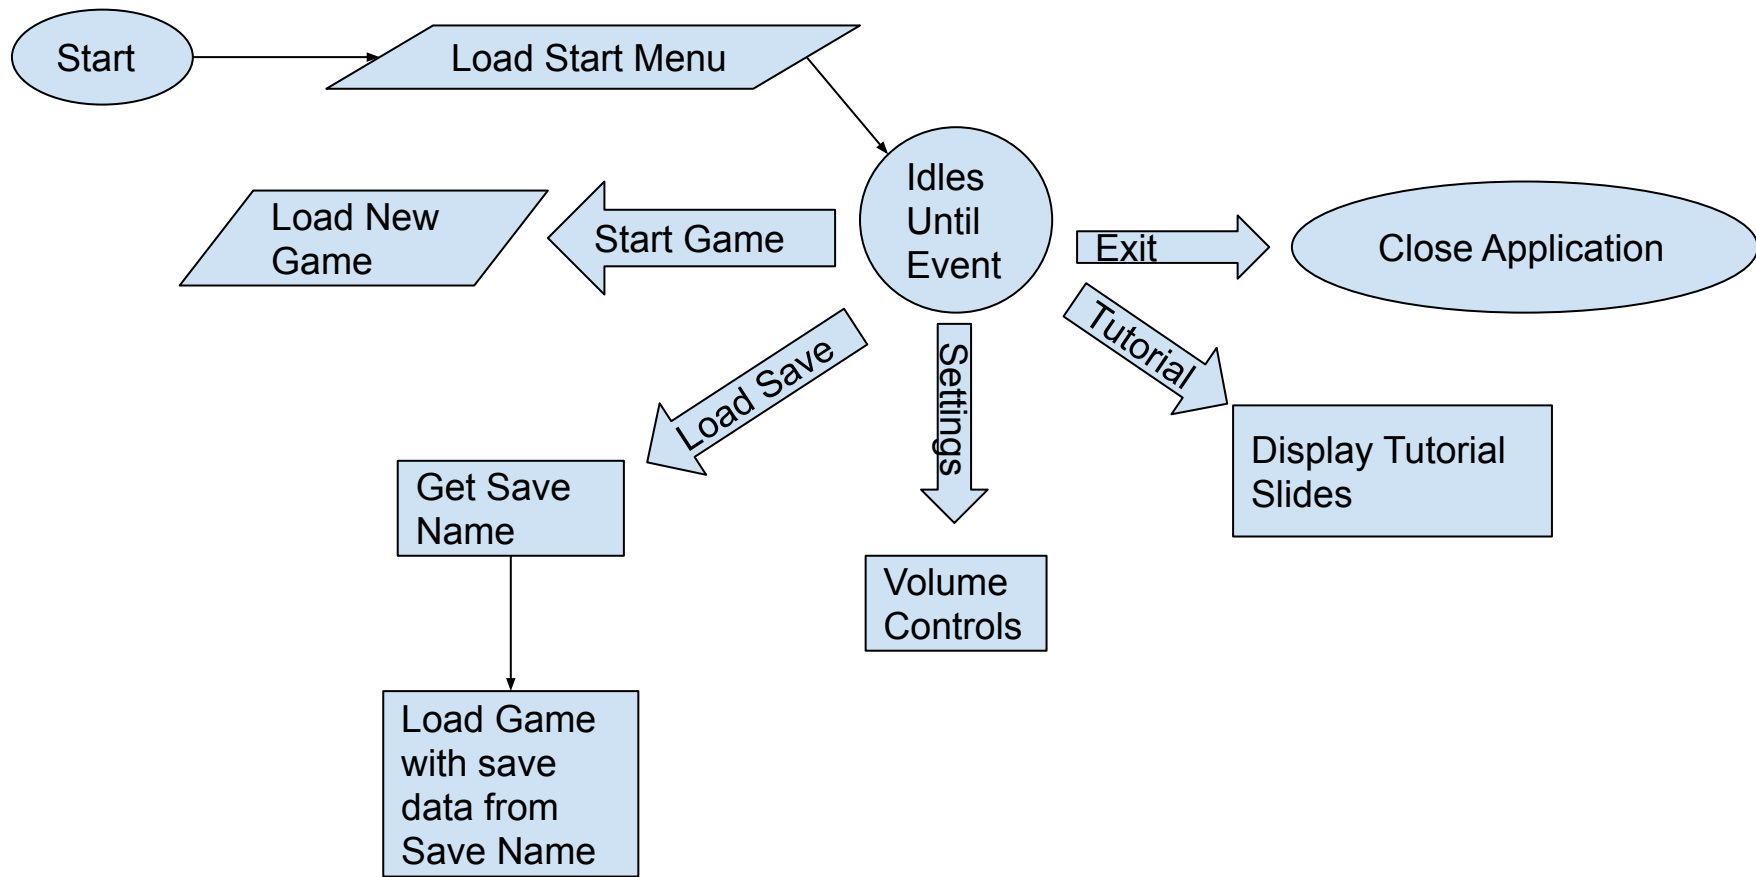 Start
Load Start Menu
Idles
Until
Event
Load New
Game
Start Game
Exit
Close Application
Load Save
Settings
Tutorial
Display Tutorial
Slides
Get Save
Name
Volume
Controls
Load Game
with save
data from
Save Name